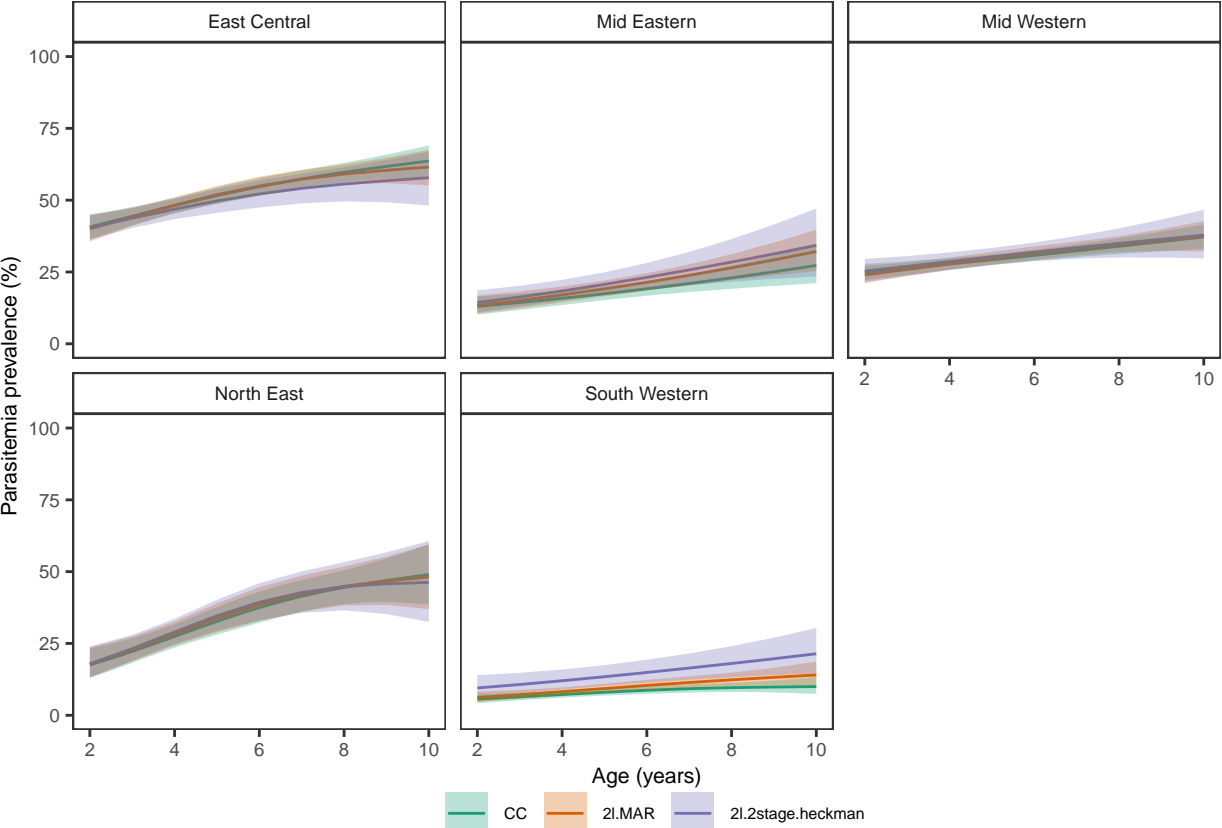 East Central
Mid Eastern
Mid Western
100
75
50
25
0
2 4 6 8 10
North East
South Western
100
75
50
25
0
2 4 6 8 10
2 4 6 8 10
Parasitemia prevalence (%)
Age (years)
CC 2l.MAR 2l.2stage.heckman